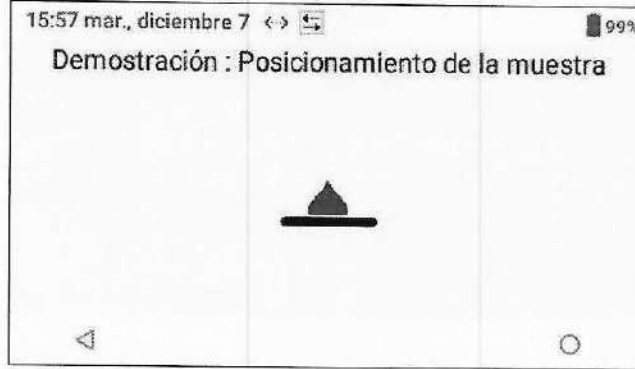 15:57 mar., diciembre 7 99%
Demostración : Posicionamiento de la muestra